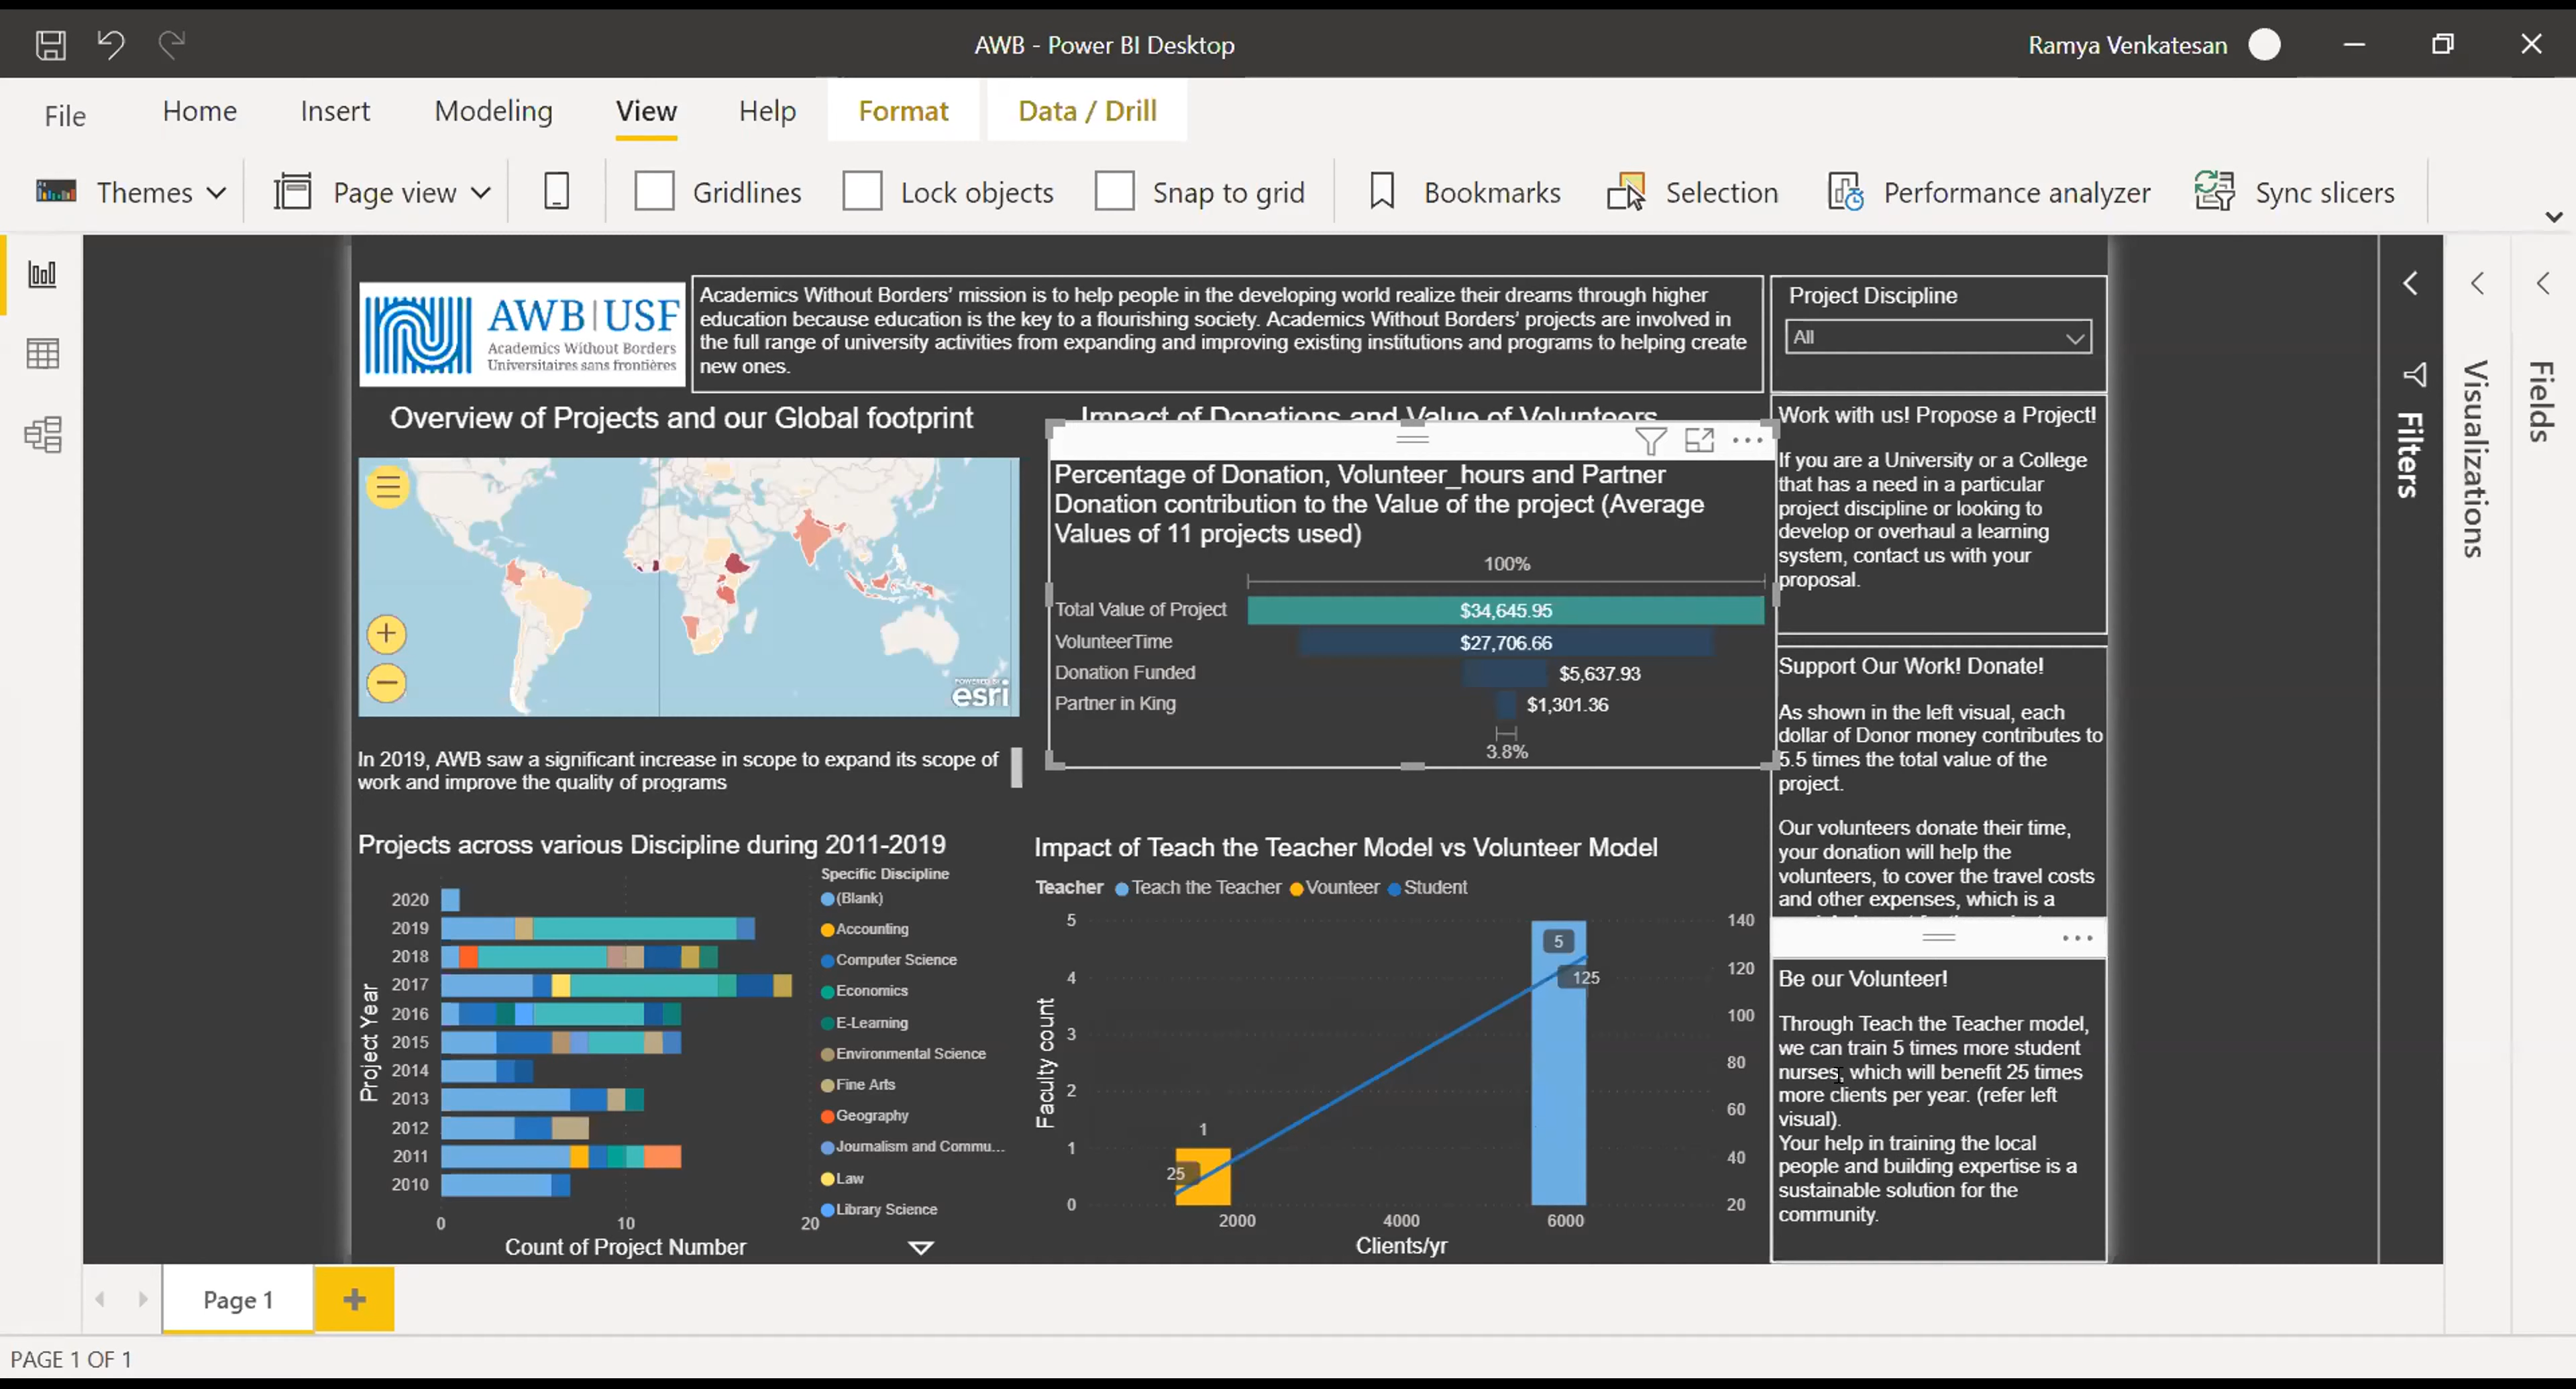 AWB - Power BI Desktop
Ramya Venkatesan
File
Home
Insert
Modeling
View
Help
Format
Data / Drill
Themes
Page view
Gridlines
Lock objects
Snap to grid
Bookmarks
Selection
Performance analyzer
Sync slicers
AWB|USF
Academics Without Borders
Universitaires sans frontières
Academics Without Borders' mission is to help people in the developing world realize their dreams through higher
education because education is the key to a flourishing society. Academics Without Borders' projects are involved in
the full range of university activities from expanding and improving existing institutions and programs to helping create
new ones.
Project Discipline
All
Overview of Projects and our Global footprint
POWERED BY
esri
In 2019, AWB saw a significant increase in scope to expand its scope of
work and improve the quality of programs
Impact of Donations and Value of Volunteers
Percentage of Donation, Volunteer_hours and Partner
Donation contribution to the Value of the project (Average
Values of 11 projects used)
100%
Total Value of Project
$34,645.95
VolunteerTime
$27,706.66
Donation Funded
$5,637.93
Partner in King
$1,301.36
3.8%
Work with us! Propose a Project!
If you are a University or a College
that has a need in a particular
project discipline or looking to
develop or overhaul a learning
system, contact us with your
proposal.
Support Our Work! Donate!
As shown in the left visual, each
dollar of Donor money contributes to
5.5 times the total value of the
project.
Our volunteers donate their time,
your donation will help the
volunteers, to cover the travel costs
and other expenses, which is a
Be our Volunteer!
Through Teach the Teacher model,
we can train 5 times more student
nurses, which will benefit 25 times
more clients per year. (refer left
visual).
Your help in training the local
people and building expertise is a
sustainable solution for the
community.
Projects across various Discipline during 2011-2019
Project Year
2020
2019
2018
2017
2016
2015
2014
2013
2012
2011
2010
0
10
20
Count of Project Number
Specific Discipline
(Blank)
Accounting
Computer Science
Economics
E-Learning
Environmental Science
Fine Arts
Geography
Journalism and Commu...
Law
Library Science
Impact of Teach the Teacher Model vs Volunteer Model
Teacher
Teach the Teacher
Vounteer
Student
Faculty count
5
4
3
2
1
0
140
120
100
80
60
40
20
1
25
5
125
2000
4000
6000
Clients/yr
Filters
Visualizations
Fields
Page 1
PAGE 1 OF 1